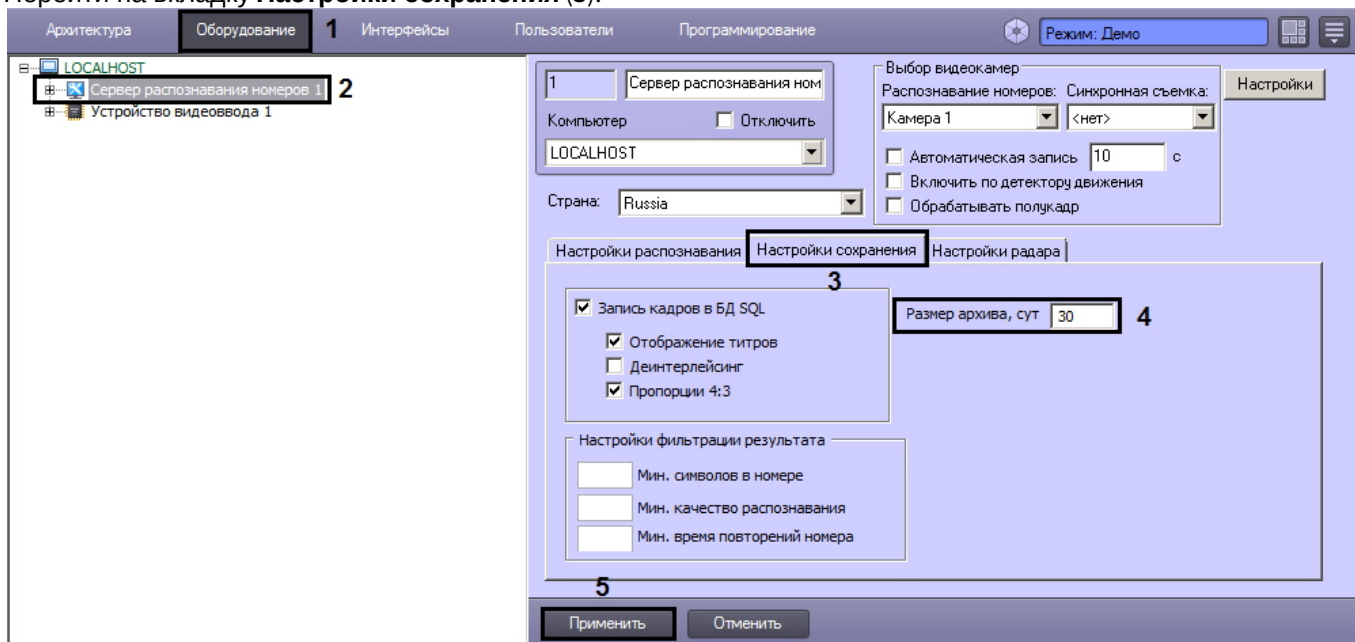 Перейти на вкладку Настройки сохранения (3).
Архитектура Оборудование 1 Интерфейсы Пользователи Программирование Режим: Демо
LOCALHOST
Сервер распознавания номеров 1 2
Устройство видеоввода 1
1 Сервер распознавания ном
Компьютер Отключить
LOCALHOST
Страна: Russia
Выбор видеокамер
Распознавание номеров: Синхронная съемка:
Камера 1 <нет>
Автоматическая запись 10 с
Включить по детектору движения
Обрабатывать полукадр
Настройки
Настройки распознавания Настройки сохранения Настройки радара
3
Запись кадров в БД SQL
Отображение титров
Деинтерлейсинг
Пропорции 4:3
Размер архива, сут 30 4
Настройки фильтрации результата
Мин. символов в номере
Мин. качество распознавания
Мин. время повторений номера
5
Применить Отменить